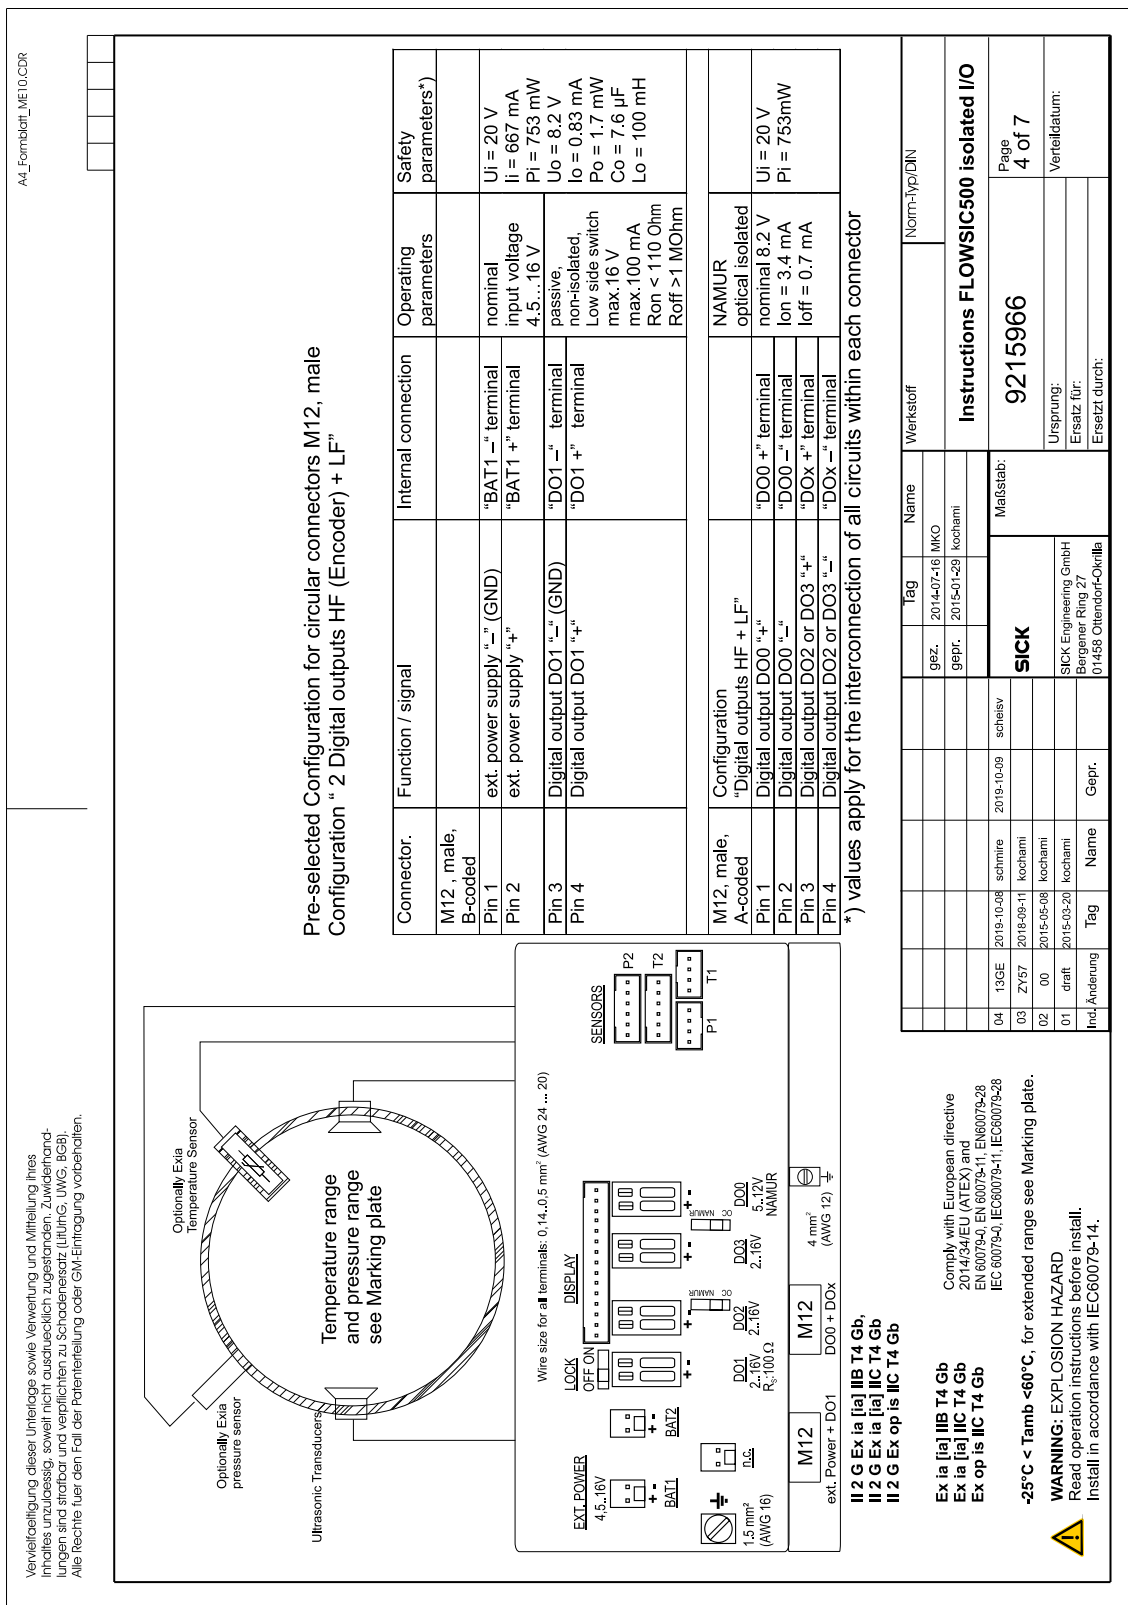 Vervielfaeltigung dieser Unterlage sowie Verwertung und Mitteilung ihres
Inhaltes unzulaessig, soweit nicht ausdruecklich zugestanden. Zuwiderhand-
lungen sind strafbar und verpflichten zu Schadenersatz (LitUrhG, UWG, BGB).
Alle Rechte fuer den Fall der Patenterteilung oder GM-Eintragung vorbehalten.
A4_Formblatt_ME10.CDR
Optionally Exia
pressure sensor
Optionally Exia
Temperature Sensor
Ultrasonic Transducers
Temperature range
and pressure range
see Marking plate
Wire size for all terminals: 0,14..0,5 mm² (AWG 24 ... 20)
EXT. POWER
4,5..16V
LOCK
OFF ON
DISPLAY
SENSORS
P2
T2
P1
T1
+ -
BAT1
+ -
BAT2
+ -
+ -
+ -
+ -
OC NAMUR
OC NAMUR
1.5 mm²
(AWG 16)
n.c.
DO1
2..16V
Rs:100Ω
DO2
2..16V
DO3
2..16V
DO0
5..12V
NAMUR
M12
ext. Power + DO1
M12
DO0 + DOx
4 mm²
(AWG 12)
II 2 G Ex ia [ia] IIB T4 Gb,
II 2 G Ex ia [ia] IIC T4 Gb
II 2 G Ex op is IIC T4 Gb
Ex ia [ia] IIB T4 Gb
Ex ia [ia] IIC T4 Gb
Ex op is IIC T4 Gb
Comply with European directive
2014/34/EU (ATEX) and
EN 60079-0, EN 60079-11, EN60079-28
IEC 60079-0, IEC60079-11, IEC60079-28
-25°C < Tamb <60°C, for extended range see Marking plate.
WARNING: EXPLOSION HAZARD
Read operation instructions before install.
Install in accordance with IEC60079-14.
Pre-selected Configuration for circular connectors M12, male
Configuration “ 2 Digital outputs HF (Encoder) + LF”
Connector. Function / signal Internal connection Operating parameters Safety parameters*)
M12 , male,
B-coded
Pin 1 ext. power supply “–” (GND) “BAT1 –“ terminal
Pin 2 ext. power supply “+” “BAT1 +” terminal
nominal
input voltage
4.5…16 V
Pin 3 Digital output DO1 “–“ (GND) “DO1 –“ terminal
Pin 4 Digital output DO1 “+“ “DO1 +” terminal
passive,
non-isolated,
Low side switch
max.16 V
max.100 mA
Ron < 110 Ohm
Roff >1 MOhm
Ui = 20 V
Ii = 667 mA
Pi = 753 mW
Uo = 8.2 V
Io = 0.83 mA
Po = 1.7 mW
Co = 7.6 µF
Lo = 100 mH
M12, male,
A-coded
Configuration
“Digital outputs HF + LF”
NAMUR
optical isolated
Pin 1 Digital output DO0 “+“ “DO0 +” terminal
Pin 2 Digital output DO0 “–“ “DO0 –“ terminal
Pin 3 Digital output DO2 or DO3 “+“ “DOx +” terminal
Pin 4 Digital output DO2 or DO3 “–“ “DOx –“ terminal
nominal 8.2 V
Ion = 3.4 mA
Ioff = 0.7 mA
Ui = 20 V
Pi = 753mW
*) values apply for the interconnection of all circuits within each connector
04 13GE 2019-10-08 schmire 2019-10-09 scheisv
03 ZY57 2018-09-11 kochami
02 00 2015-05-08 kochami
01 draft 2015-03-20 kochami
Ind. Änderung Tag Name Gepr.
Tag Name
gez. 2014-07-16 MKO
gepr. 2015-01-29 kochami
SICK
Maßstab:
SICK Engineering GmbH
Bergener Ring 27
01458 Ottendorf-Okrilla
Werkstoff
Norm-Typ/DIN
Instructions FLOWSIC500 isolated I/O
9215966
Page
4 of 7
Ursprung:
Ersatz für:
Ersetzt durch:
Verteildatum: